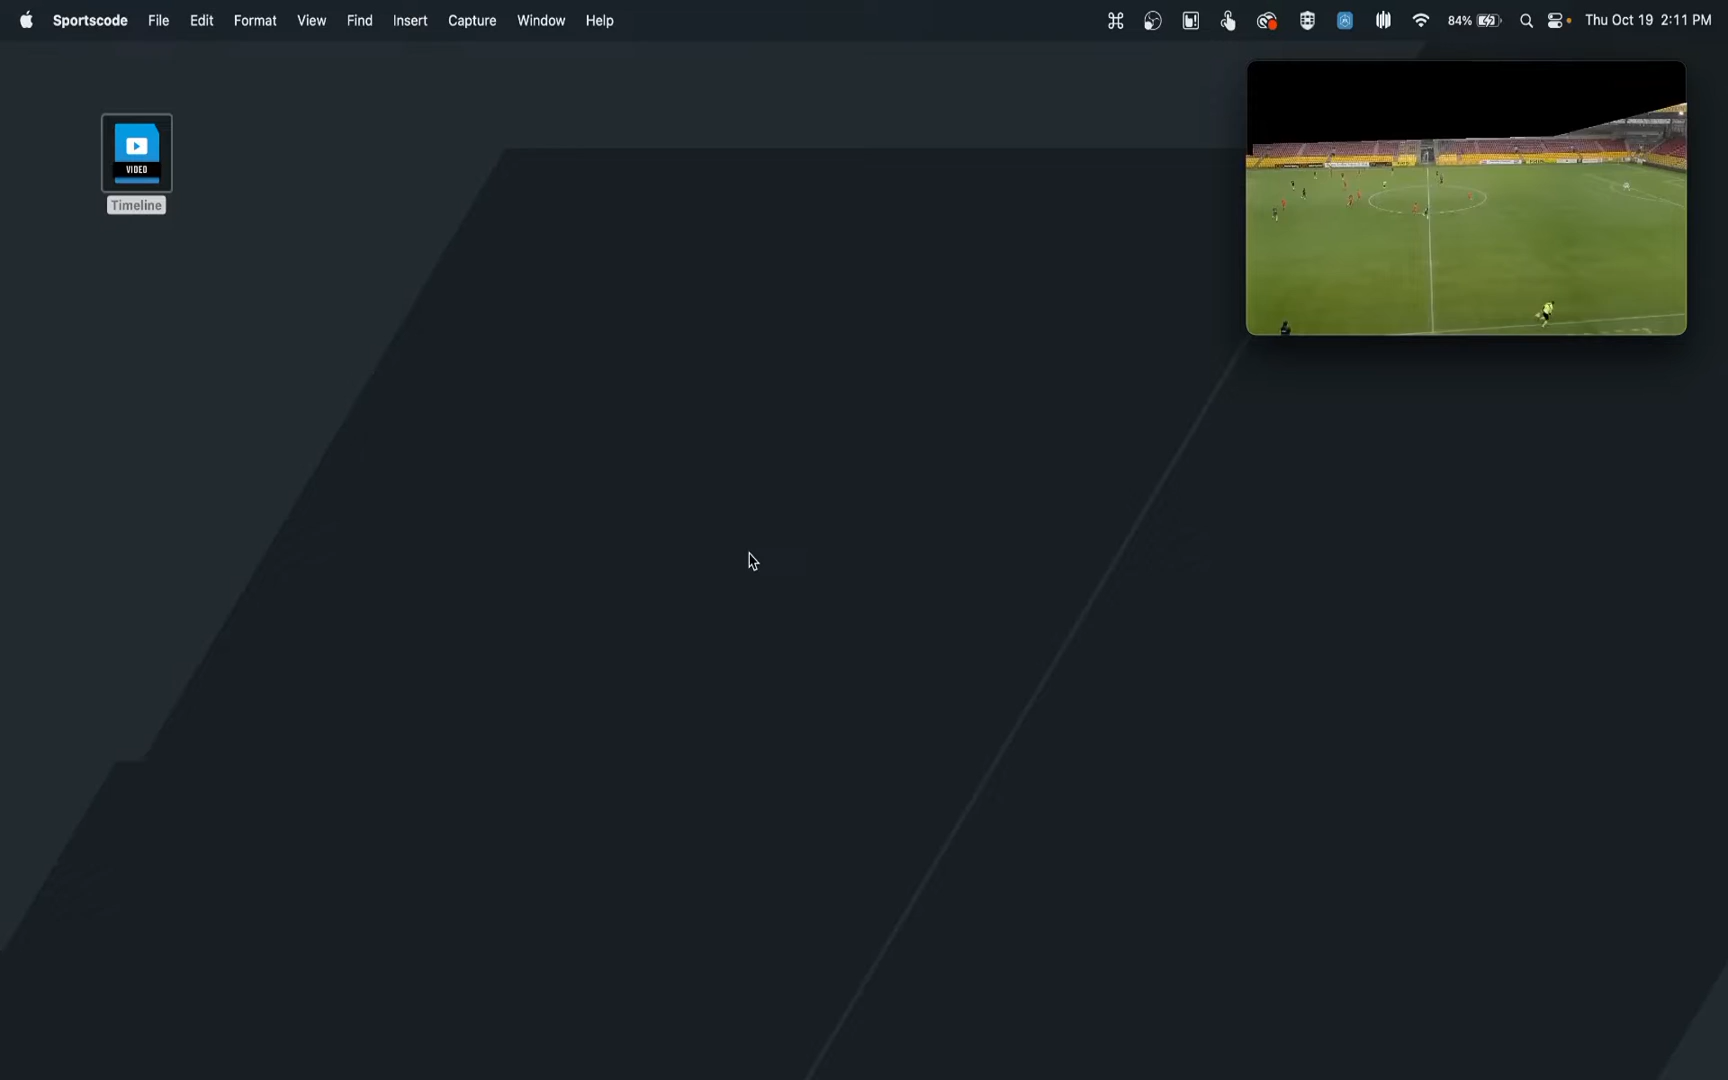 Sportscode File Edit Format View Find Insert Capture Window Help 84% Thu Oct 19 2:11 PM
VIDEO
Timeline